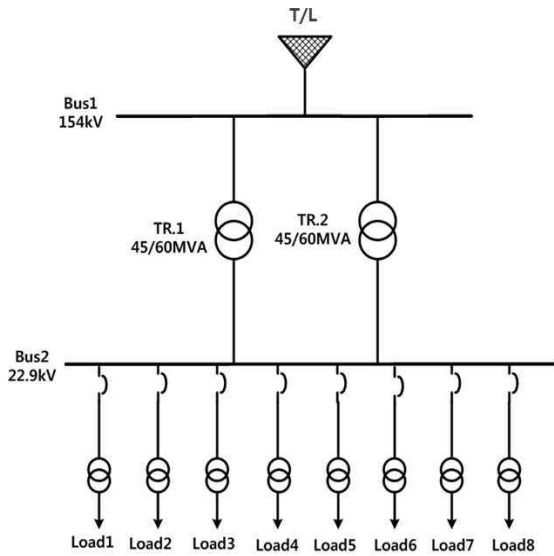 T/L
Bus1
154kV
TR.1
45/60MVA
TR.2
45/60MVA
Bus2
22.9kV
Load1 Load2 Load3 Load4 Load5 Load6 Load7 Load8